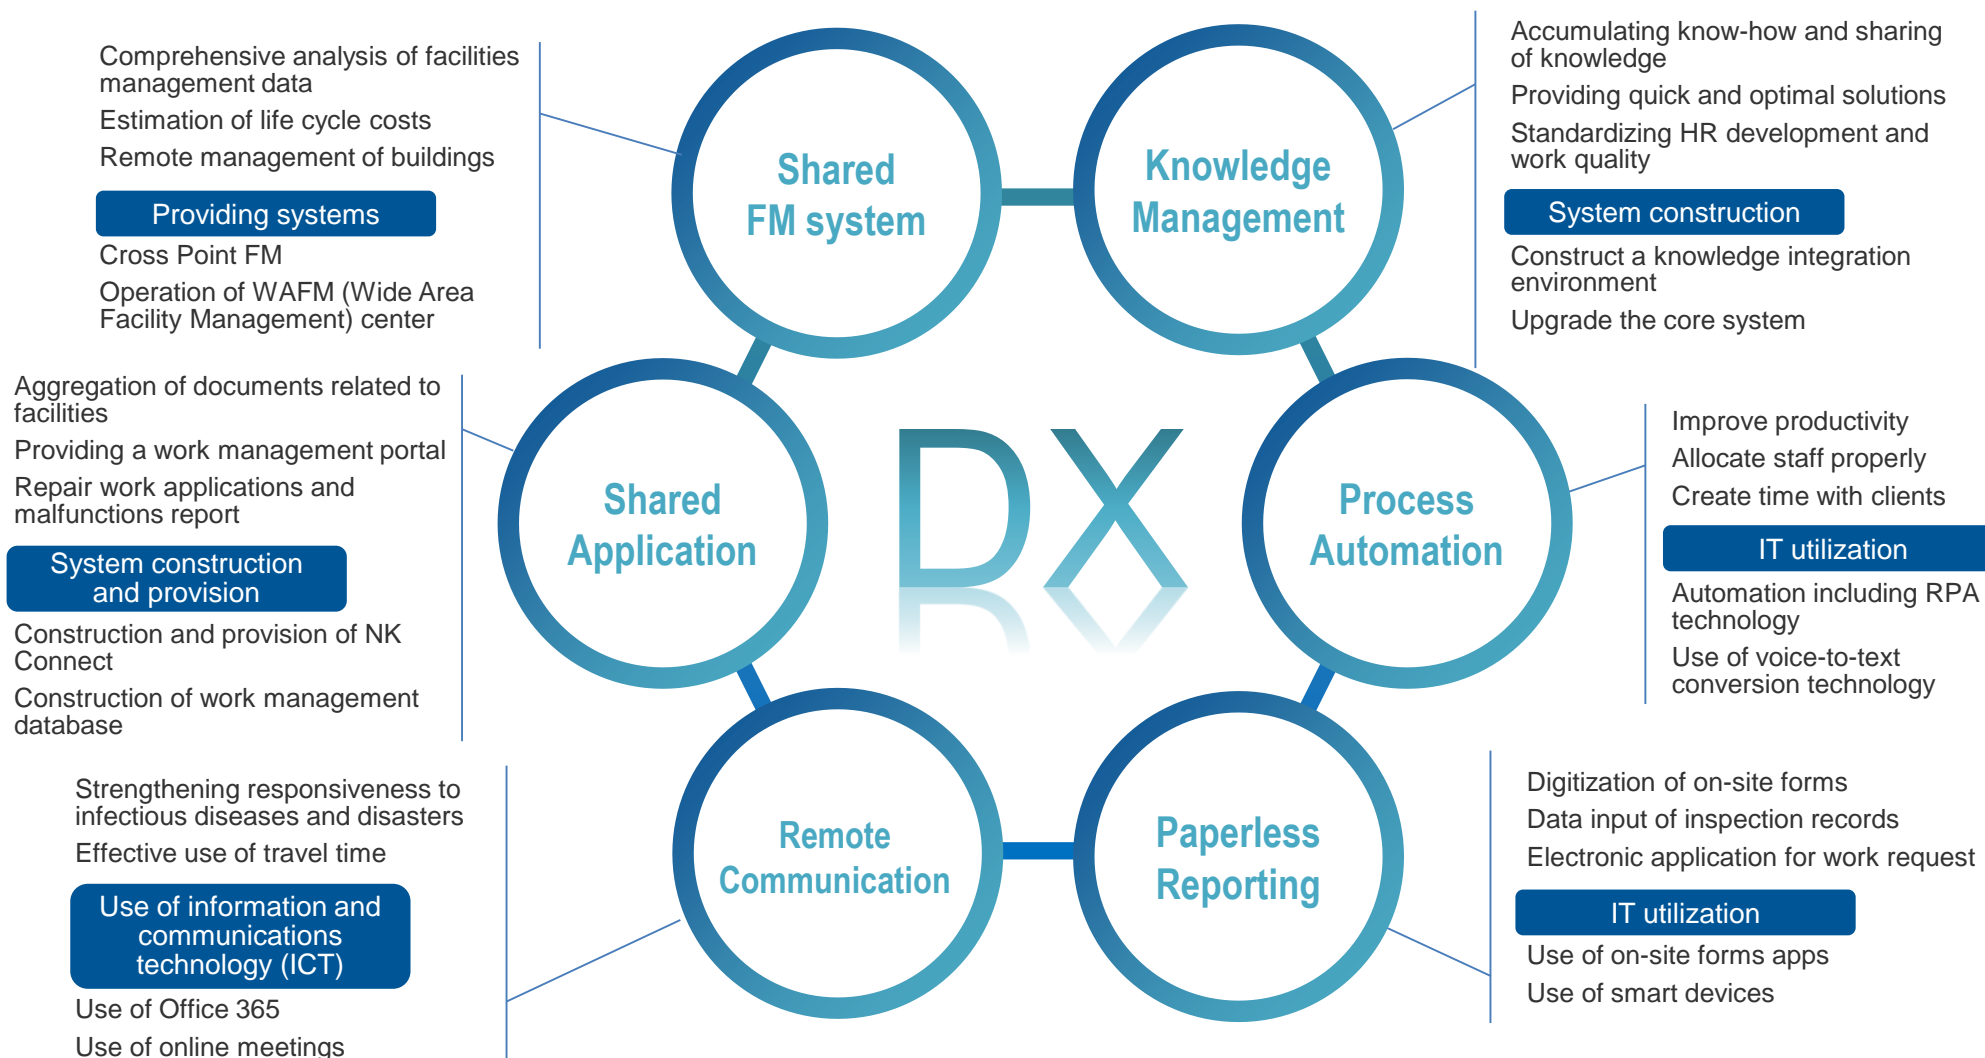 Comprehensive analysis of facilities
management data
Estimation of life cycle costs
Remote management of buildings
Providing systems
Cross Point FM
Operation of WAFM (Wide Area
Facility Management) center
Shared
FM system
Knowledge
Management
Accumulating know-how and sharing
of knowledge
Providing quick and optimal solutions
Standardizing HR development and
work quality
System construction
Construct a knowledge integration
environment
Upgrade the core system
Aggregation of documents related to
facilities
Providing a work management portal
Repair work applications and
malfunctions report
System construction
and provision
Construction and provision of NK
Connect
Construction of work management
database
Shared
Application
DX
Process
Automation
Improve productivity
Allocate staff properly
Create time with clients
IT utilization
Automation including RPA
technology
Use of voice-to-text
conversion technology
Strengthening responsiveness to
infectious diseases and disasters
Effective use of travel time
Use of information and
communications
technology (ICT)
Use of Office 365
Use of online meetings
Remote
Communication
Paperless
Reporting
Digitization of on-site forms
Data input of inspection records
Electronic application for work request
IT utilization
Use of on-site forms apps
Use of smart devices